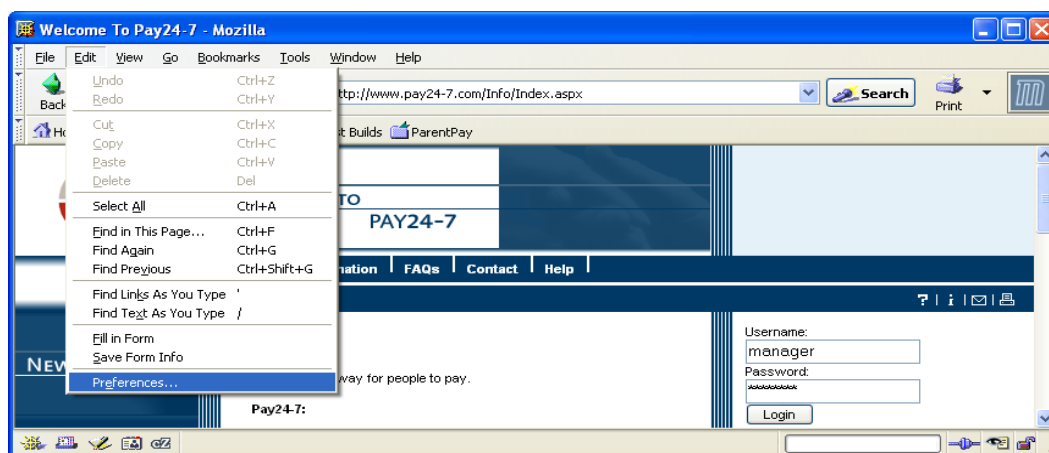 Welcome To Pay24-7 - Mozilla
File Edit View Go Bookmarks Tools Window Help
Undo Ctrl+Z
Redo Ctrl+Y
Cut Ctrl+X
Copy Ctrl+C
Paste Ctrl+V
Delete Del
Select All Ctrl+A
Find in This Page... Ctrl+F
Find Again Ctrl+G
Find Previous Ctrl+Shift+G
Find Links As You Type '
Find Text As You Type /
Fill in Form
Save Form Info
Preferences...
Back
ttp://www.pay24-7.com/Info/Index.aspx
Search
Print
Builds ParentPay
TO
PAY24-7
FAQs Contact Help
? | i
NEW
way for people to pay.
Pay24-7:
Username:
manager
Password:
*********
Login